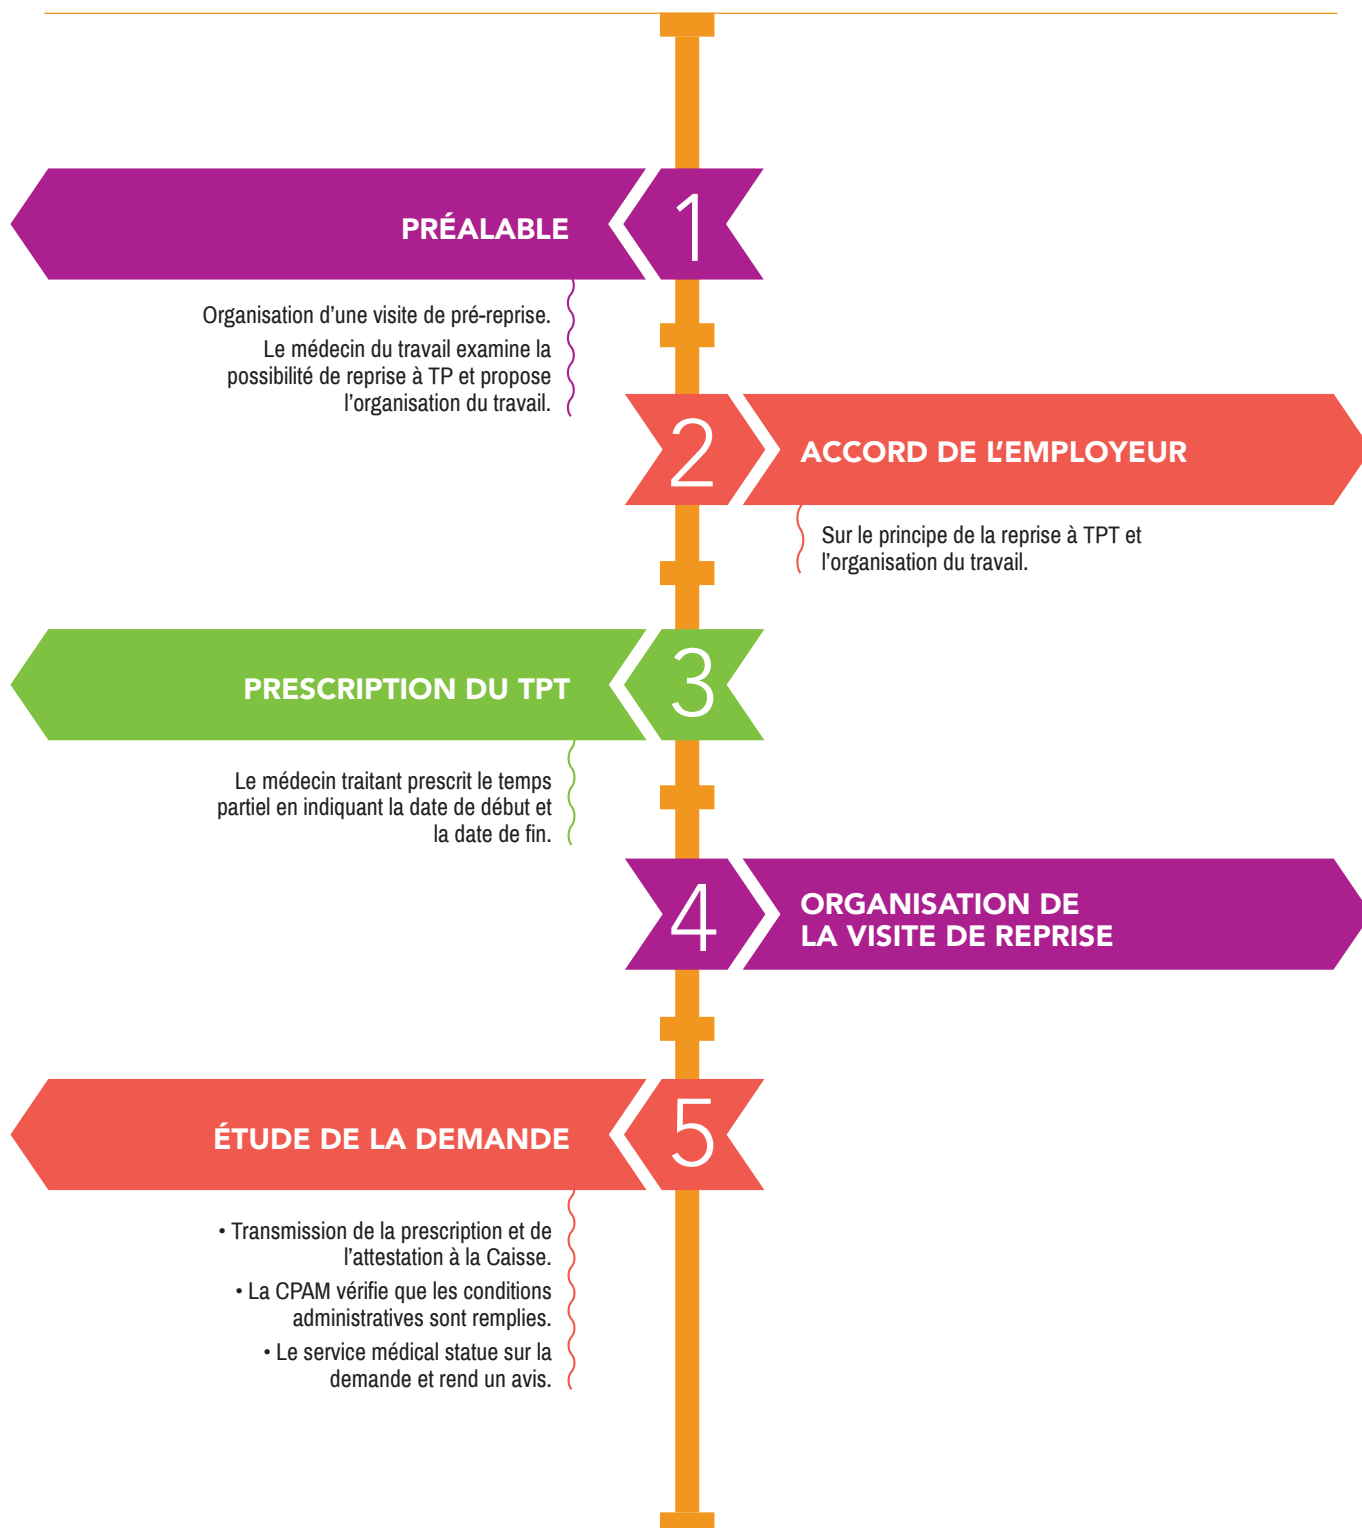 1
PRÉALABLE
Organisation d’une visite de pré-reprise.
Le médecin du travail examine la
possibilité de reprise à TP et propose
l’organisation du travail.
2
ACCORD DE L’EMPLOYEUR
Sur le principe de la reprise à TPT et
l’organisation du travail.
3
PRESCRIPTION DU TPT
Le médecin traitant prescrit le temps
partiel en indiquant la date de début et
la date de fin.
4
ORGANISATION DE
LA VISITE DE REPRISE
5
ÉTUDE DE LA DEMANDE
• Transmission de la prescription et de
l’attestation à la Caisse.
• La CPAM vérifie que les conditions
administratives sont remplies.
• Le service médical statue sur la
demande et rend un avis.